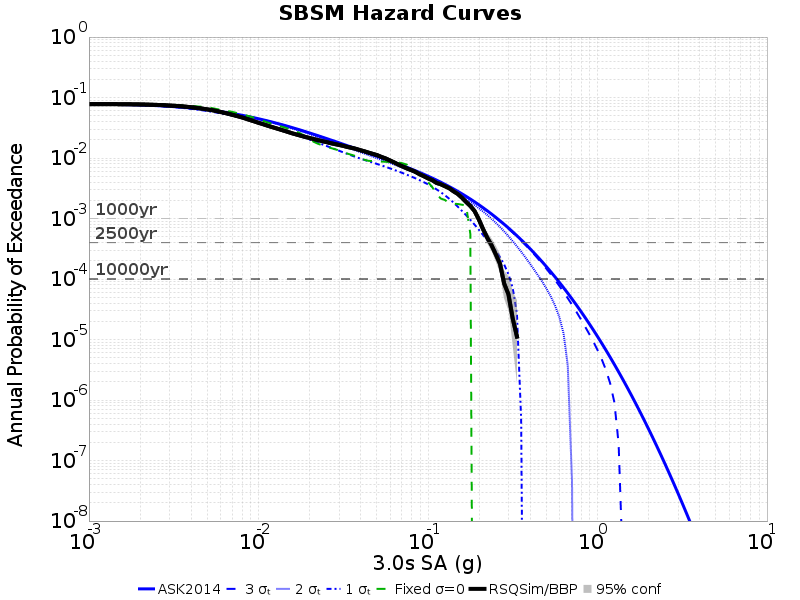 SBSM Hazard Curves
Annual Probability of Exceedance
10^0
10^-1
10^-2
10^-3
10^-4
10^-5
10^-6
10^-7
10^-8
1000yr
2500yr
10000yr
10^-3 10^-2 10^-1 10^0 10^1
3.0s SA (g)
ASK2014 3 σₜ 2 σₜ 1 σₜ Fixed σ=0 RSQSim/BBP 95% conf